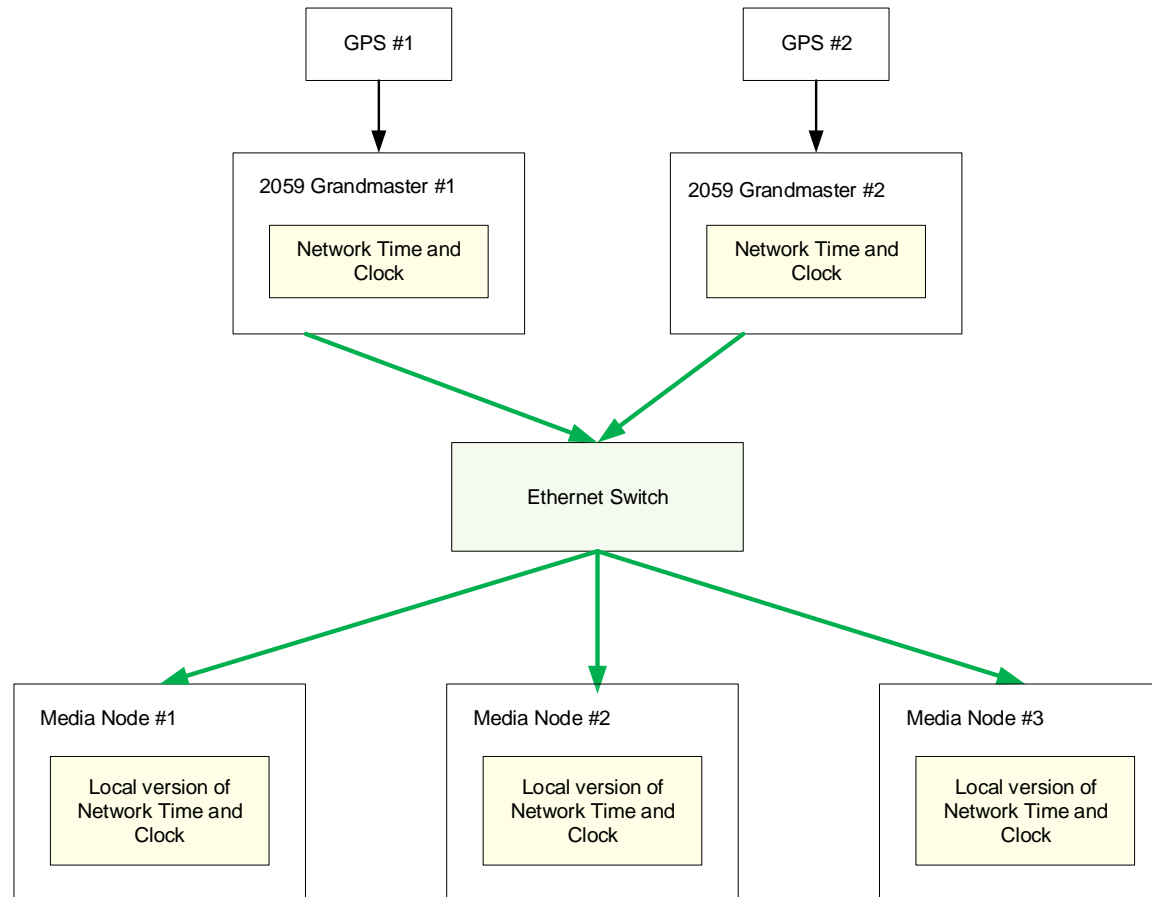 GPS #1
GPS #2
2059 Grandmaster #1
2059 Grandmaster #2
Network Time and
Clock
Network Time and
Clock
Ethernet Switch
Media Node #1
Media Node #2
Media Node #3
Local version of
Network Time and
Clock
Local version of
Network Time and
Clock
Local version of
Network Time and
Clock